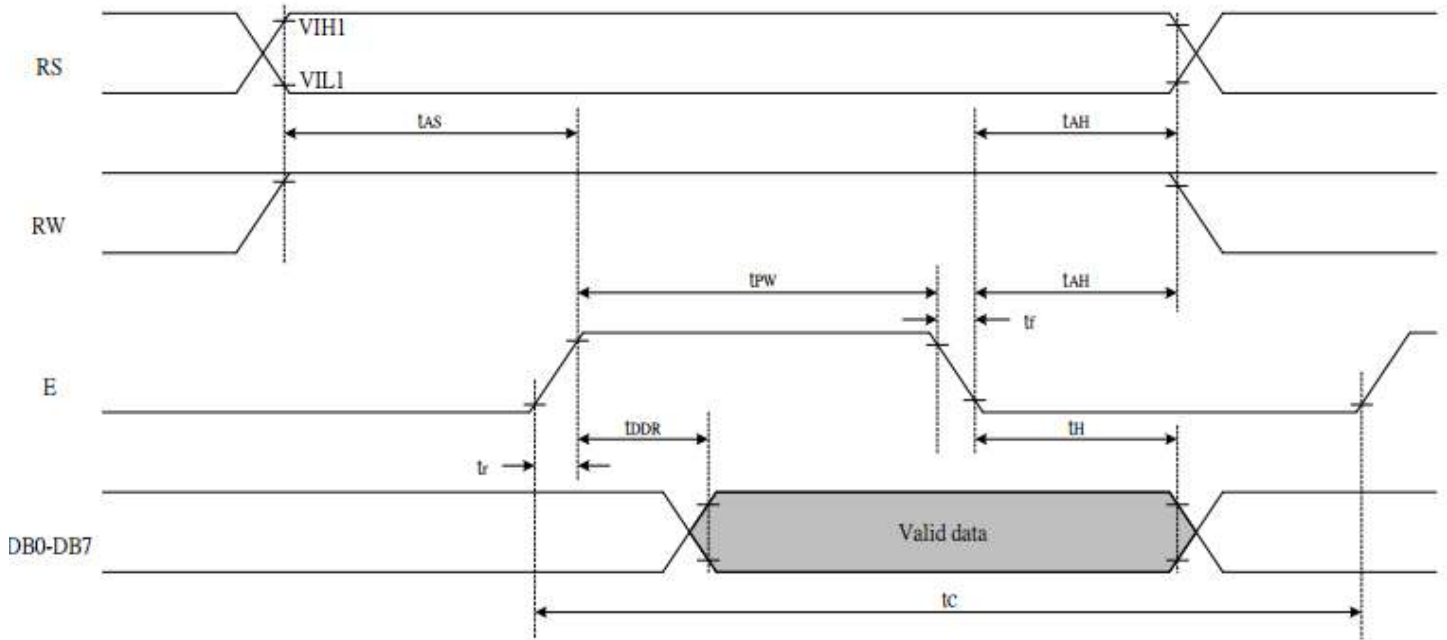 VIH1
RS
VIL1
tAS
tAH
RW
tPW
tAH
tf
E
tDDR
tH
tr
Valid data
DB0-DB7
tC